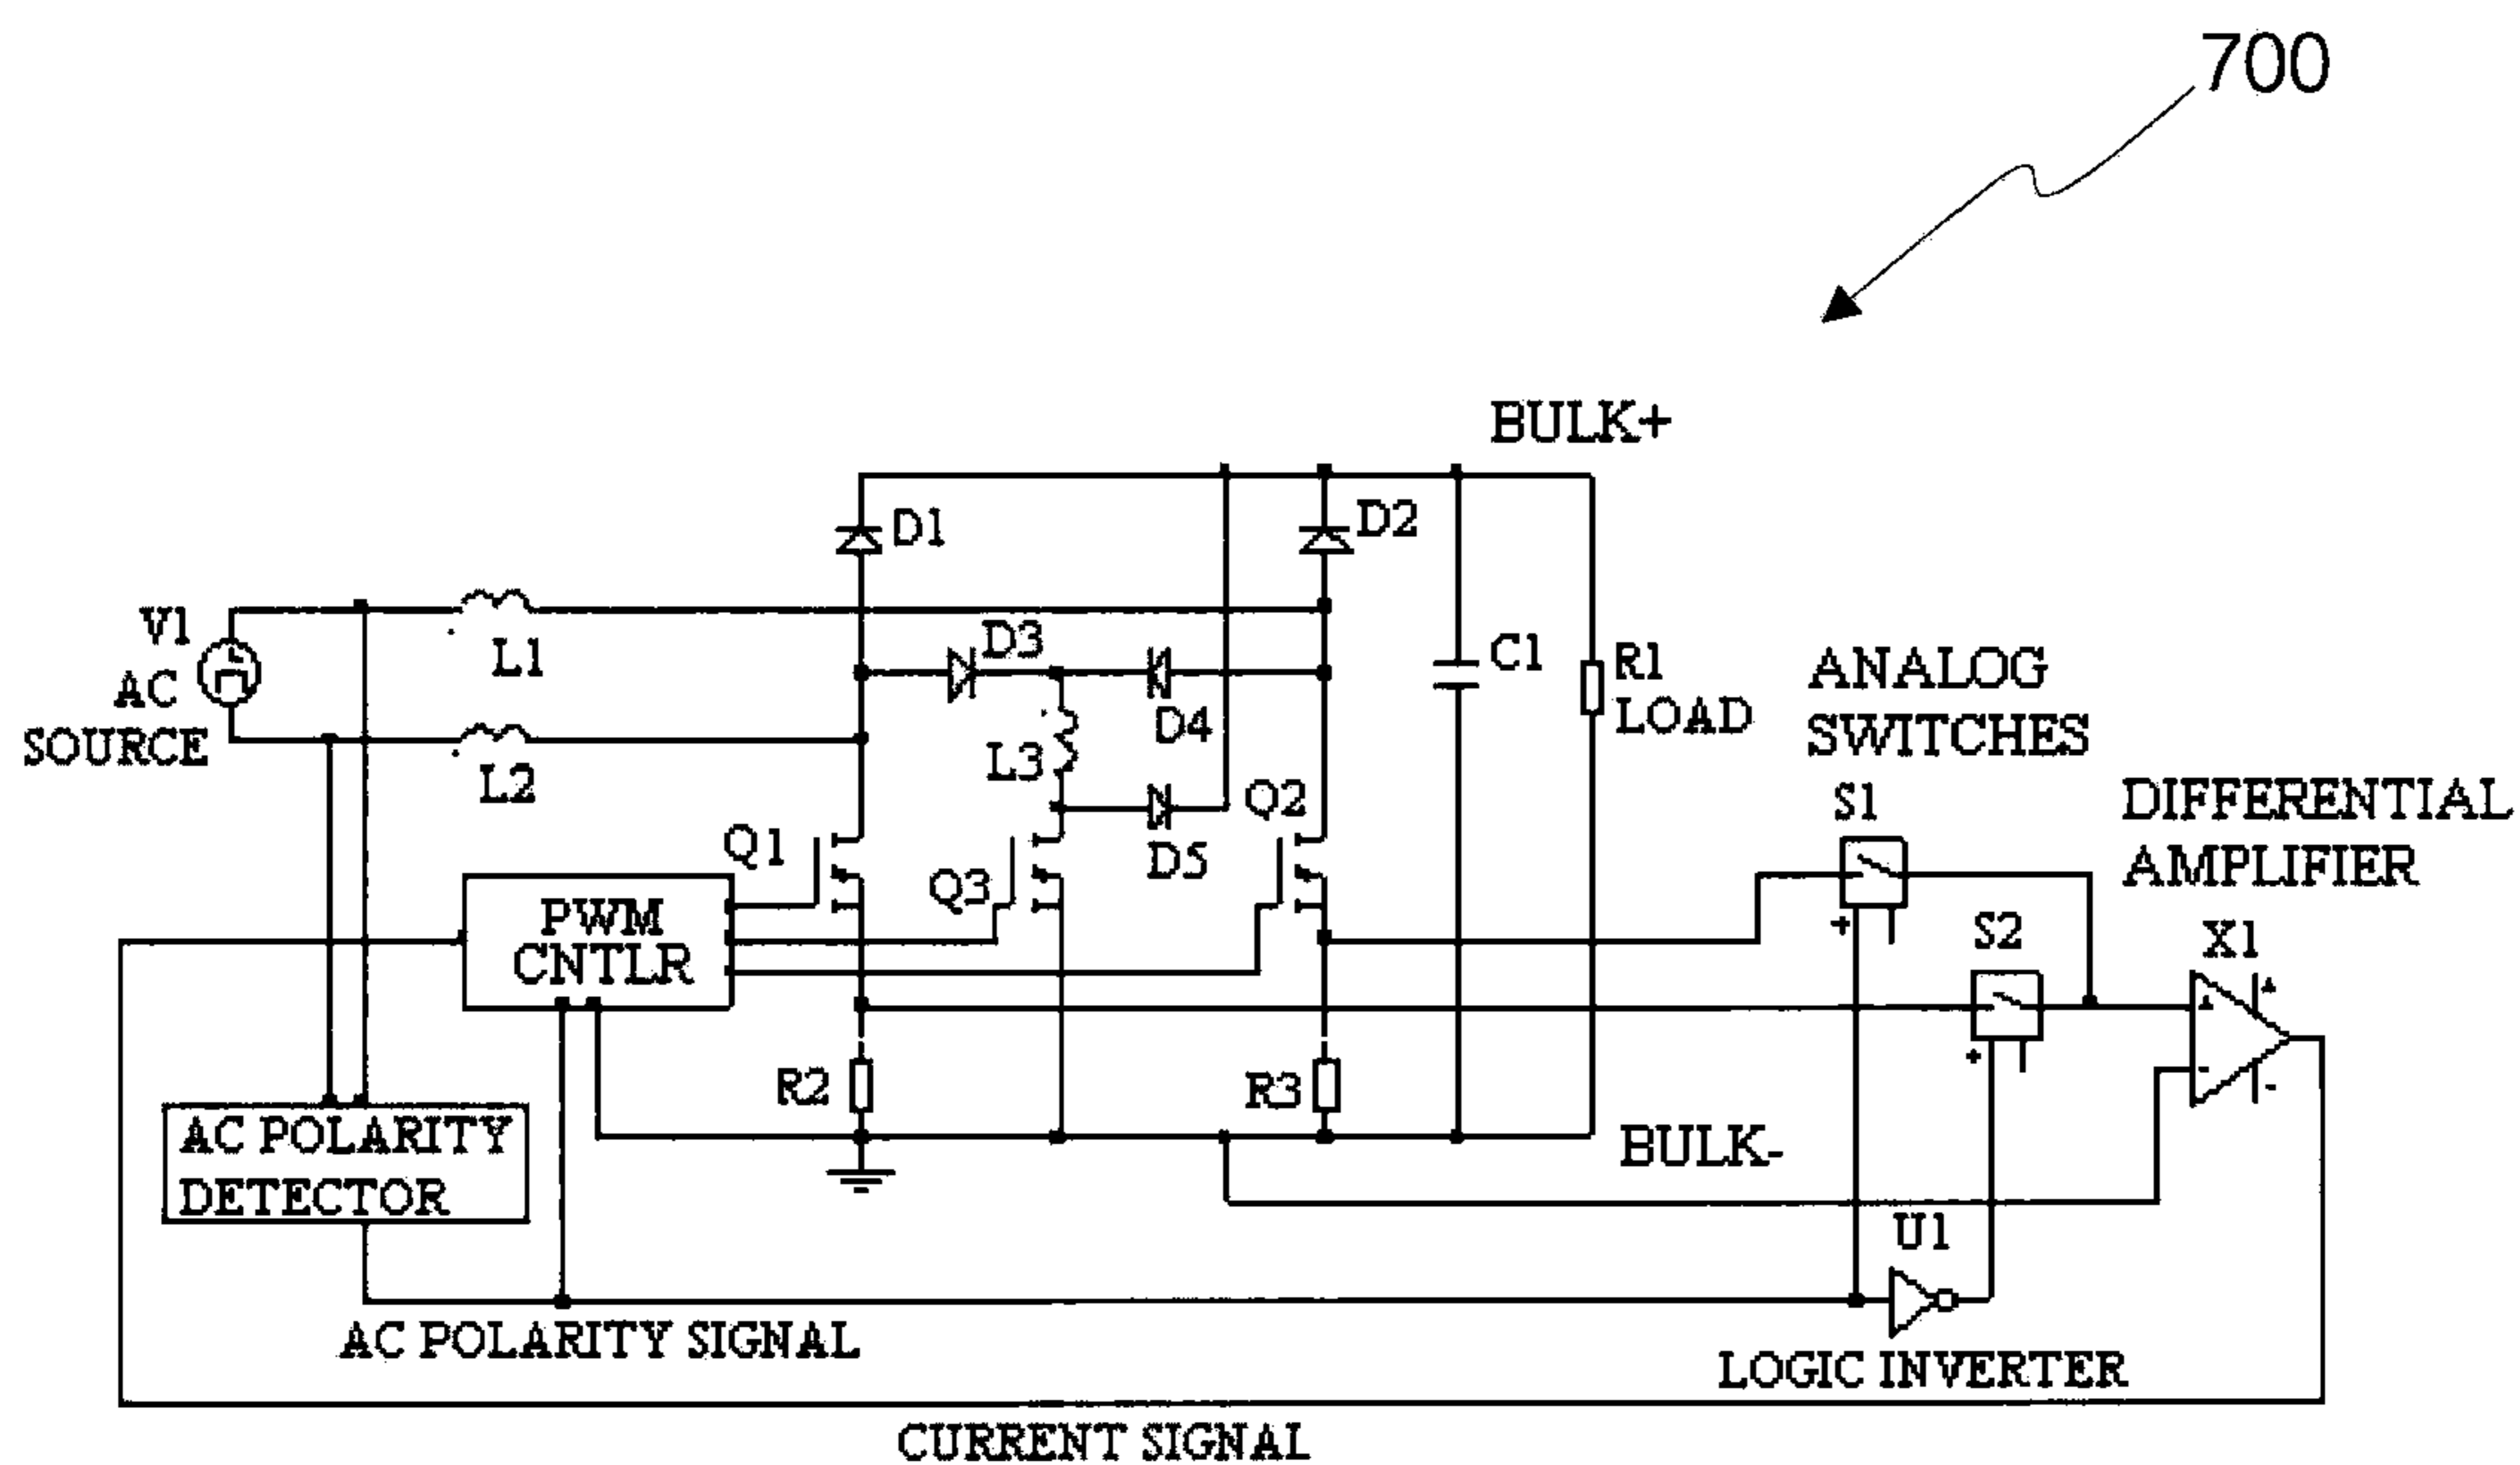 700
BULK+
D1
D2
V1
AC
SOURCE
L1
L2
D3
D4
L3
D5
C1
R1
LOAD
ANALOG
SWITCHES
S1
DIFFERENTIAL
AMPLIFIER
Q1
Q3
Q2
PWM
CNTLR
+
S2
+
X1
+
+
-
-
R2
R3
AC POLARITY
DETECTOR
BULK-
U1
AC POLARITY SIGNAL
LOGIC INVERTER
CURRENT SIGNAL